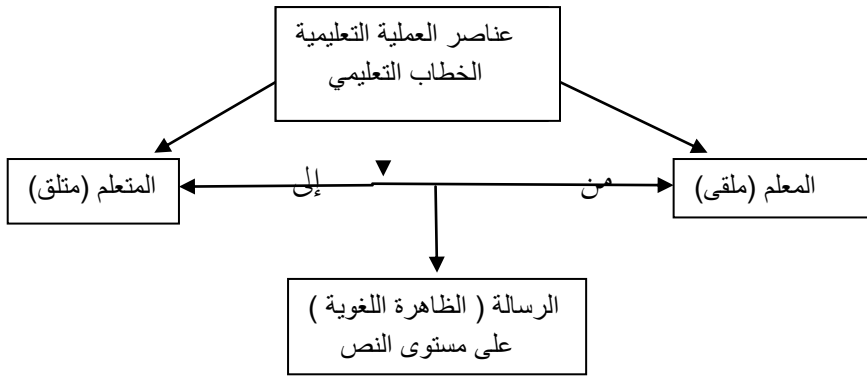 عناصر العملية التعليمية
الخطاب التعليمي
المعلم (ملقى)
من
إلى
المتعلم (متلق)
الرسالة ( الظاهرة اللغوية )
على مستوى النص